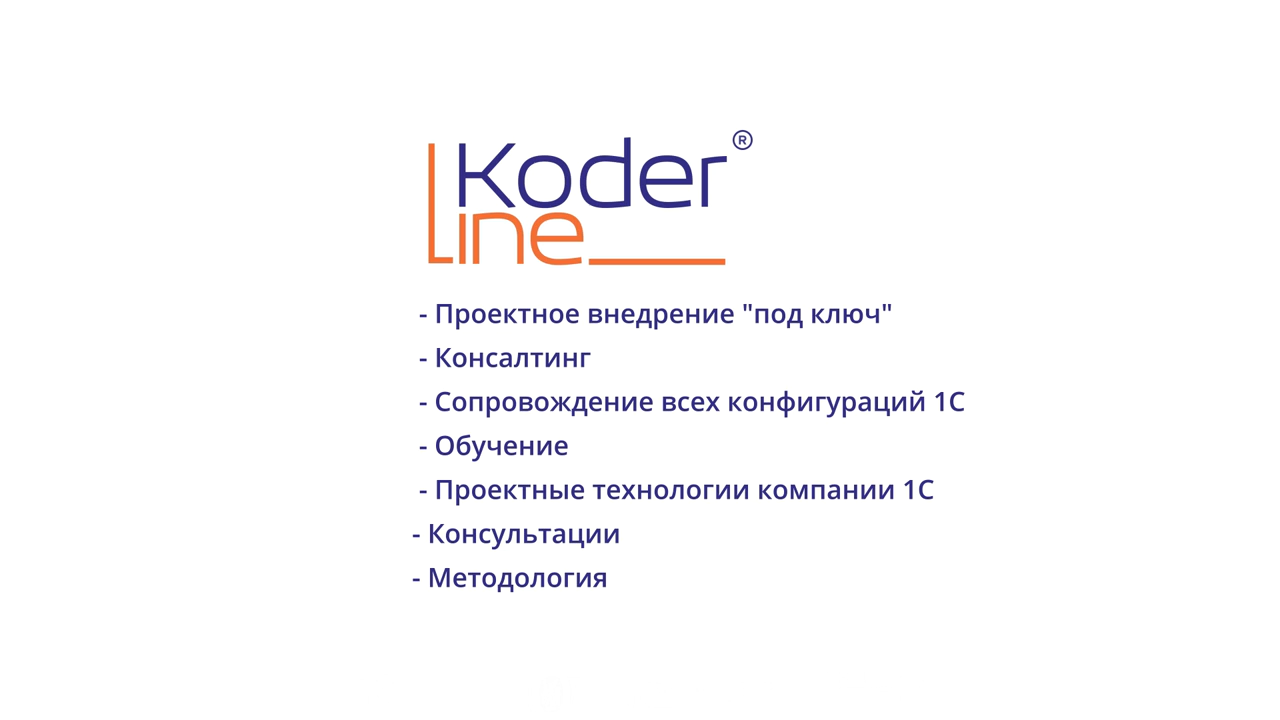 Koder®
Line
- Проектное внедрение "под ключ"
- Консалтинг
- Сопровождение всех конфигураций 1С
- Обучение
- Проектные технологии компании 1С
- Консультации
- Методология